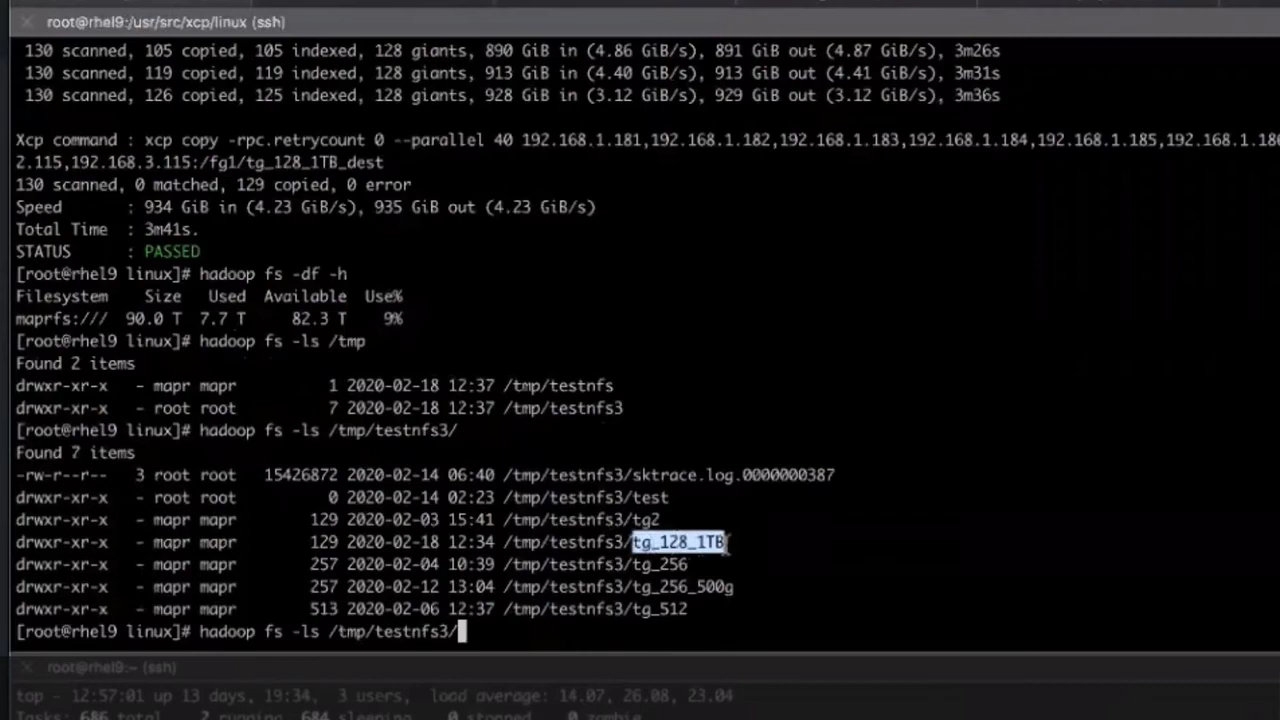 root@rhel9:/usr/src/xcp/linux (ssh)
130 scanned, 105 copied, 105 indexed, 128 giants, 890 GiB in (4.86 GiB/s), 891 GiB out (4.87 GiB/s), 3m26s
130 scanned, 119 copied, 119 indexed, 128 giants, 913 GiB in (4.40 GiB/s), 913 GiB out (4.41 GiB/s), 3m31s
130 scanned, 126 copied, 125 indexed, 128 giants, 928 GiB in (3.12 GiB/s), 929 GiB out (3.12 GiB/s), 3m36s
Xcp command : xcp copy -rpc.retrycount 0 --parallel 40 192.168.1.181,192.168.1.182,192.168.1.183,192.168.1.184,192.168.1.185,192.168.1.186
2.115,192.168.3.115:/fg1/tg_128_1TB_dest
130 scanned, 0 matched, 129 copied, 0 error
Speed : 934 GiB in (4.23 GiB/s), 935 GiB out (4.23 GiB/s)
Total Time : 3m41s.
STATUS : PASSED
[root@rhel9 linux]# hadoop fs -df -h
Filesystem Size Used Available Use%
maprfs:/// 90.0 T 7.7 T 82.3 T 9%
[root@rhel9 linux]# hadoop fs -ls /tmp
Found 2 items
drwxr-xr-x - mapr mapr 1 2020-02-18 12:37 /tmp/testnfs
drwxr-xr-x - root root 7 2020-02-18 12:37 /tmp/testnfs3
[root@rhel9 linux]# hadoop fs -ls /tmp/testnfs3/
Found 7 items
-rw-r--r-- 3 root root 15426872 2020-02-14 06:40 /tmp/testnfs3/sktrace.log.0000000387
drwxr-xr-x - root root 0 2020-02-14 02:23 /tmp/testnfs3/test
drwxr-xr-x - mapr mapr 129 2020-02-03 15:41 /tmp/testnfs3/tg2
drwxr-xr-x - mapr mapr 129 2020-02-18 12:34 /tmp/testnfs3/tg_128_1TB
drwxr-xr-x - mapr mapr 257 2020-02-04 10:39 /tmp/testnfs3/tg_256
drwxr-xr-x - mapr mapr 257 2020-02-12 13:04 /tmp/testnfs3/tg_256_500g
drwxr-xr-x - mapr mapr 513 2020-02-06 12:37 /tmp/testnfs3/tg_512
[root@rhel9 linux]# hadoop fs -ls /tmp/testnfs3/
root@rhel9:~ (ssh)
top - 12:57:01 up 13 days, 19:34, 3 users, load average: 14.07, 26.08, 23.04
Tasks: 686 total, 2 running, 684 sleeping, 0 stopped, 0 zombie